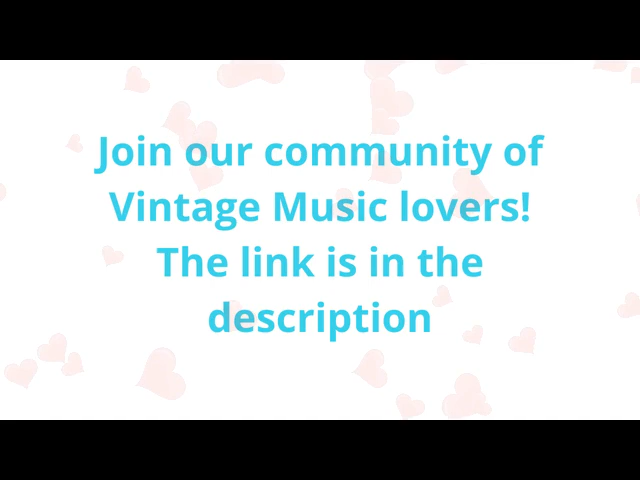 Join our community of
Vintage Music lovers!
The link is in the
description